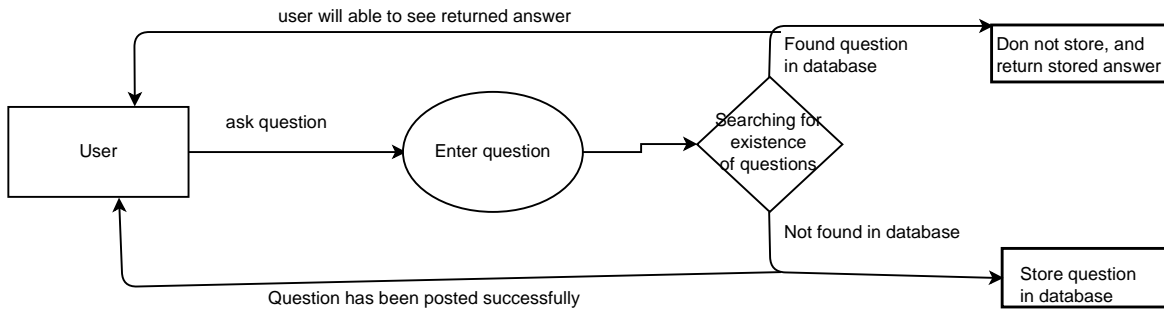 user will able to see returned answer
Found question
in database
Don not store, and
return stored answer
ask question
User
Enter question
Searching for
existence
of questions
Not found in database
Store question
in database
Question has been posted successfully